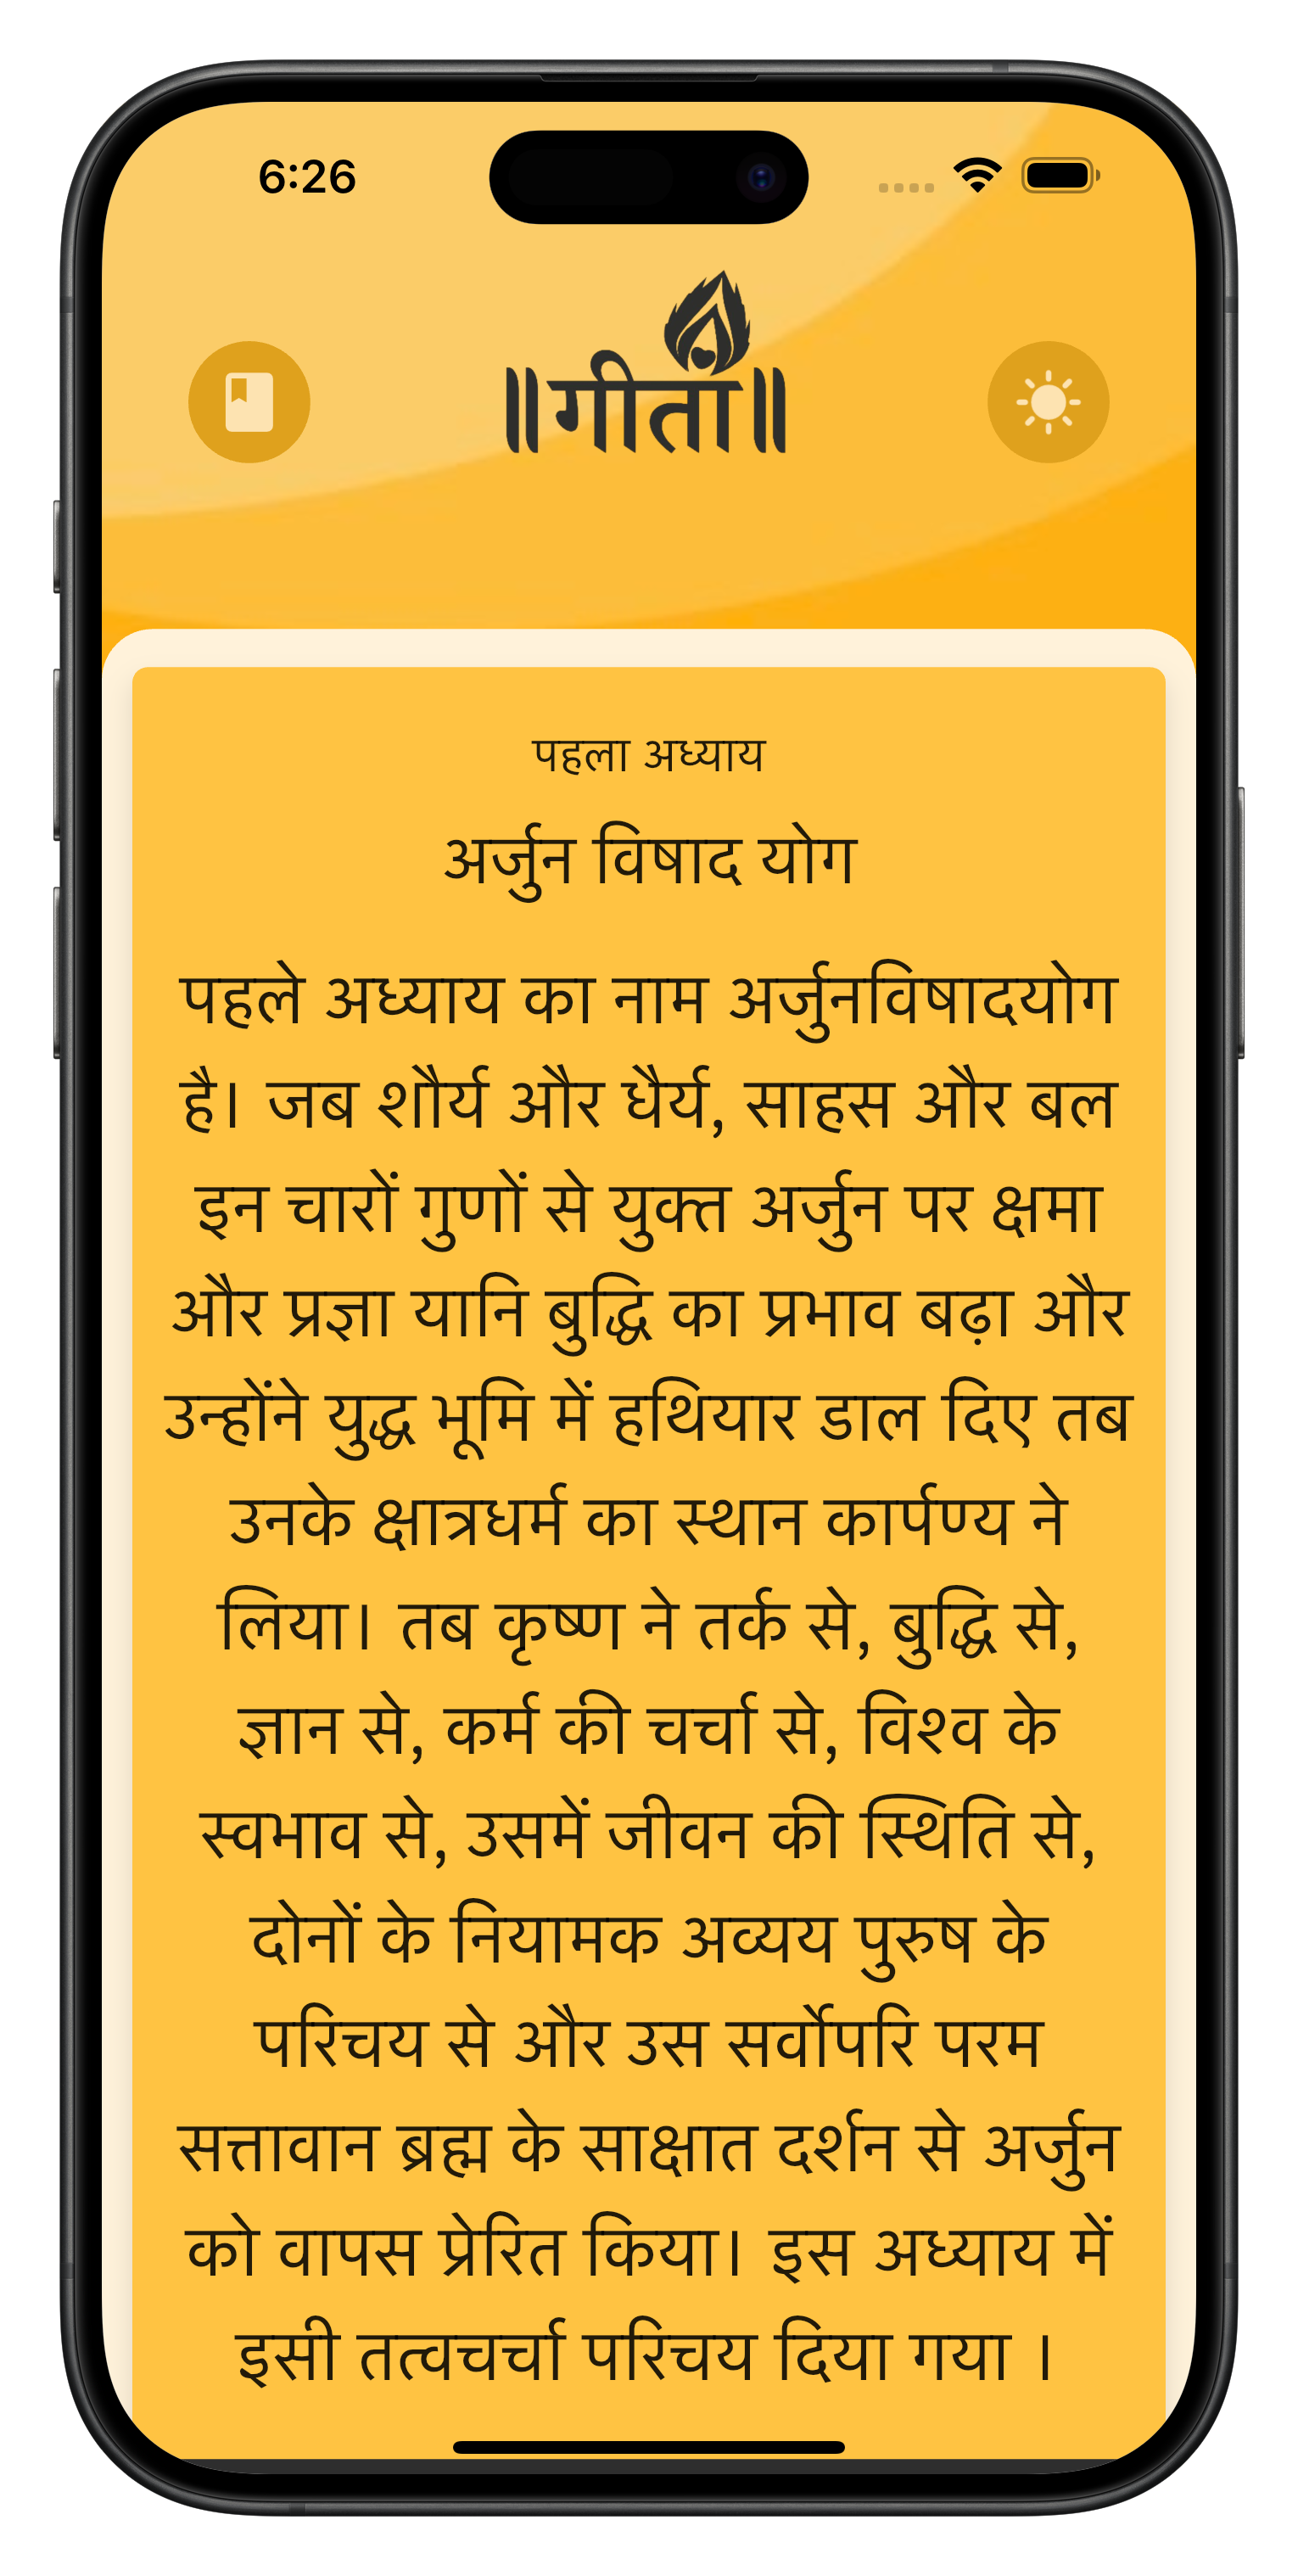 6:26
॥गीता॥
पहला अध्याय
अर्जुन विषाद योग
पहले अध्याय का नाम अर्जुनविषादयोग
है। जब शौर्य और धैर्य, साहस और बल
इन चारों गुणों से युक्त अर्जुन पर क्षमा
और प्रज्ञा यानि बुद्धि का प्रभाव बढ़ा और
उन्होंने युद्ध भूमि में हथियार डाल दिए तब
उनके क्षात्रधर्म का स्थान कार्पण्य ने
लिया। तब कृष्ण ने तर्क से, बुद्धि से,
ज्ञान से, कर्म की चर्चा से, विश्व के
स्वभाव से, उसमें जीवन की स्थिति से,
दोनों के नियामक अव्यय पुरुष के
परिचय से और उस सर्वोपरि परम
सत्तावान ब्रह्म के साक्षात दर्शन से अर्जुन
को वापस प्रेरित किया। इस अध्याय में
इसी तत्वचर्चा परिचय दिया गया ।